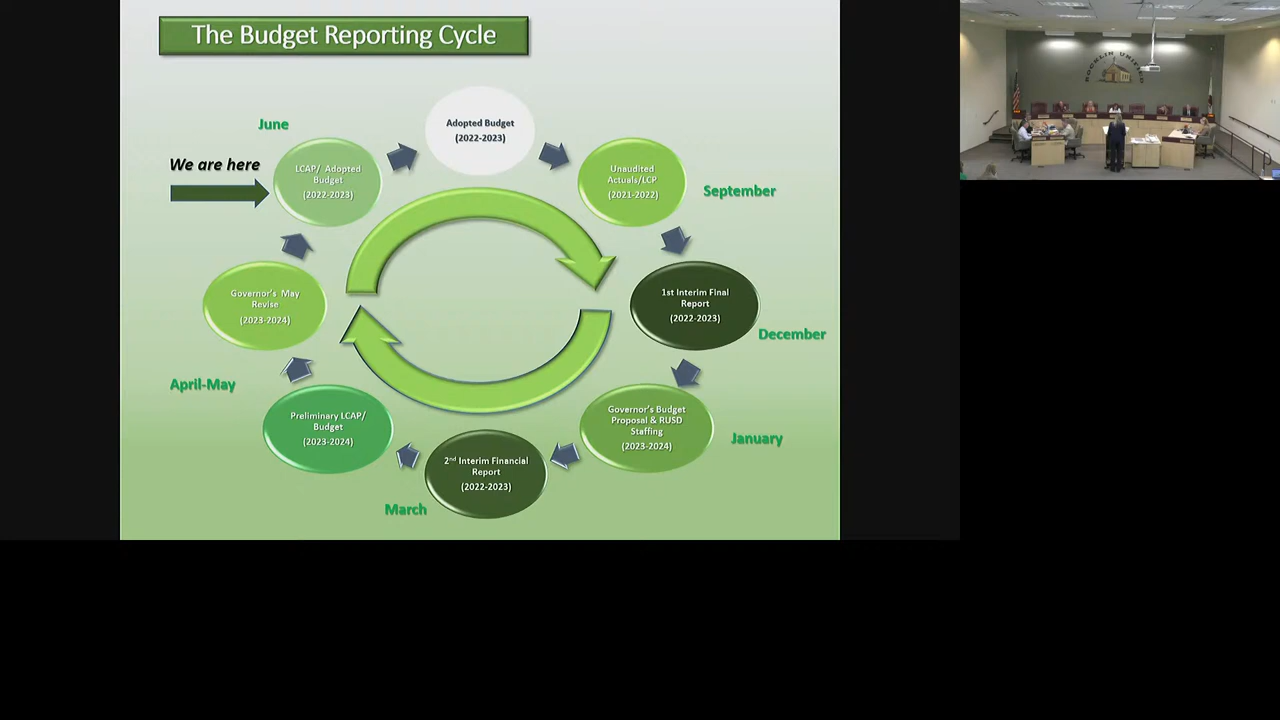 The Budget Reporting Cycle
June
We are here
LCAP/ Adopted
Budget
(2022-2023)
Adopted Budget
(2022-2023)
Unaudited
Actuals/LCP
(2021-2022)
September
1st Interim Final
Report
(2022-2023)
December
Governor's Budget
Proposal & RUSD
Staffing
(2023-2024)
January
2nd Interim Financial
Report
(2022-2023)
March
Preliminary LCAP/
Budget
(2023-2024)
April-May
Governor's May
Revise
(2023-2024)
ROCKLIN UNIFIED